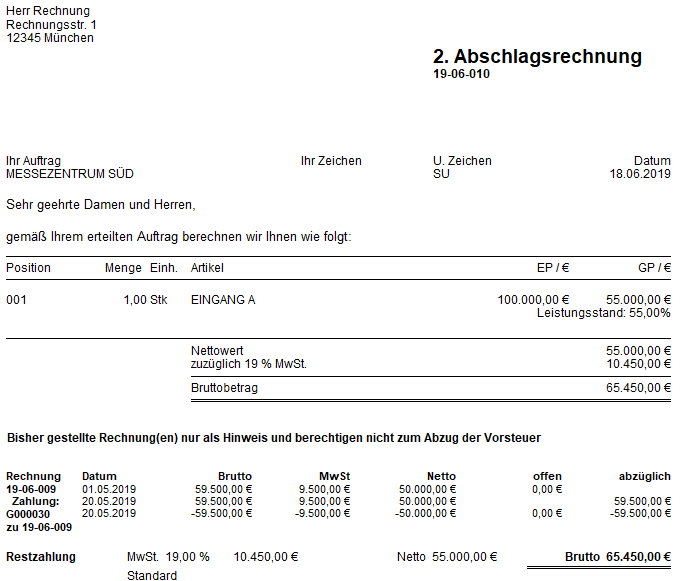 Herr Rechnung
Rechnungsstr. 1
12345 München
2. Abschlagsrechnung
19-06-010
Ihr Auftrag Ihr Zeichen U. Zeichen Datum
MESSEZENTRUM SÜD SU 18.06.2019
Sehr geehrte Damen und Herren,
gemäß Ihrem erteilten Auftrag berechnen wir Ihnen wie folgt:
Position Menge Einh. Artikel EP / € GP / €
001 1,00 Stk EINGANG A 100.000,00 € 55.000,00 €
Leistungsstand: 55,00%
Nettowert 55.000,00 €
zuzüglich 19 % MwSt. 10.450,00 €
Bruttobetrag 65.450,00 €
Bisher gestellte Rechnung(en) nur als Hinweis und berechtigen nicht zum Abzug der Vorsteuer
Rechnung Datum Brutto MwSt Netto offen abzüglich
19-06-009 01.05.2019 59.500,00 € 9.500,00 € 50.000,00 € 0,00 €
Zahlung: 20.05.2019 59.500,00 € 9.500,00 € 50.000,00 € 59.500,00 €
G000030 20.05.2019 -59.500,00 € -9.500,00 € -50.000,00 € 0,00 € -59.500,00 €
zu 19-06-009
Restzahlung MwSt. 19,00 % 10.450,00 € Netto 55.000,00 € Brutto 65.450,00 €
Standard